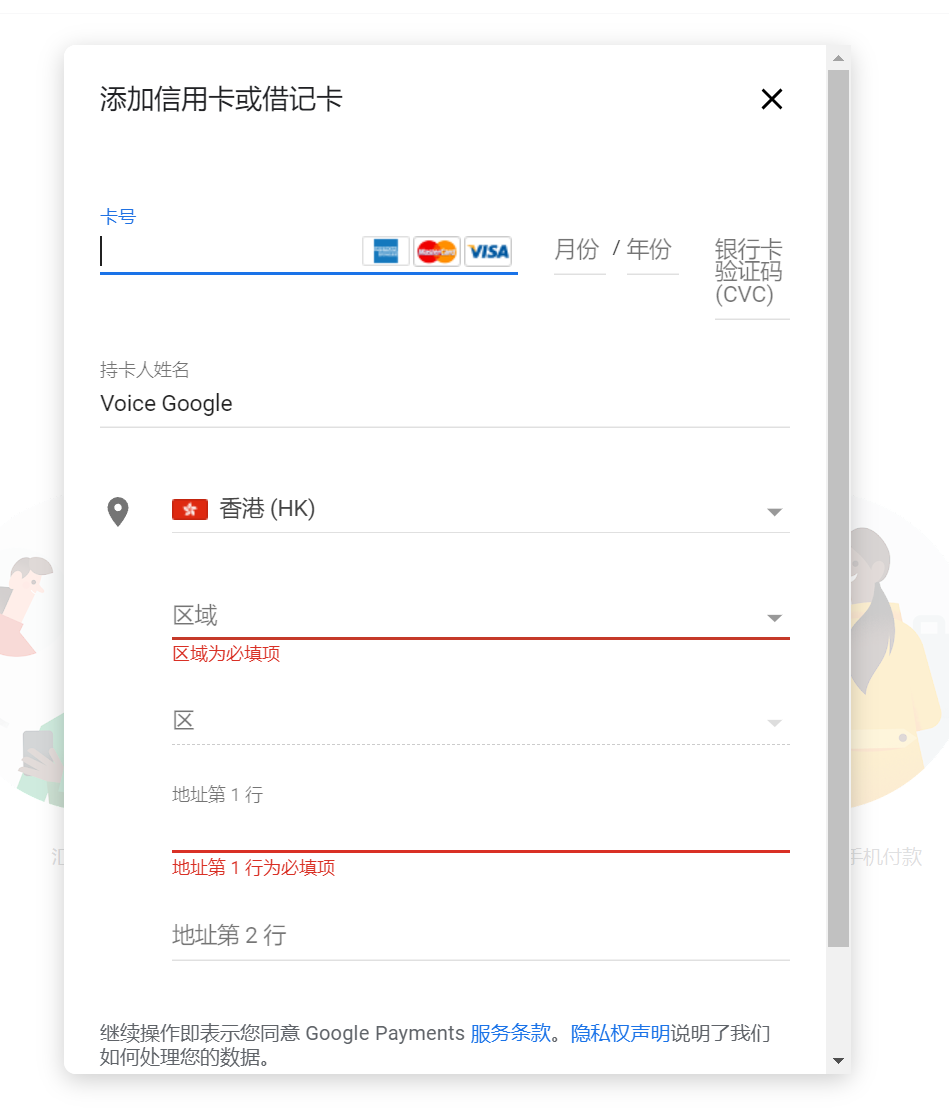 添加信用卡或借记卡
卡号
MasterCard
VISA
月份 / 年份
银行卡
验证码
(CVC)
持卡人姓名
Voice Google
香港 (HK)
区域
区域为必填项
区
地址第 1 行
地址第 1 行为必填项
手机付款
地址第 2 行
继续操作即表示您同意 Google Payments 服务条款。隐私权声明说明了我们
如何处理您的数据。